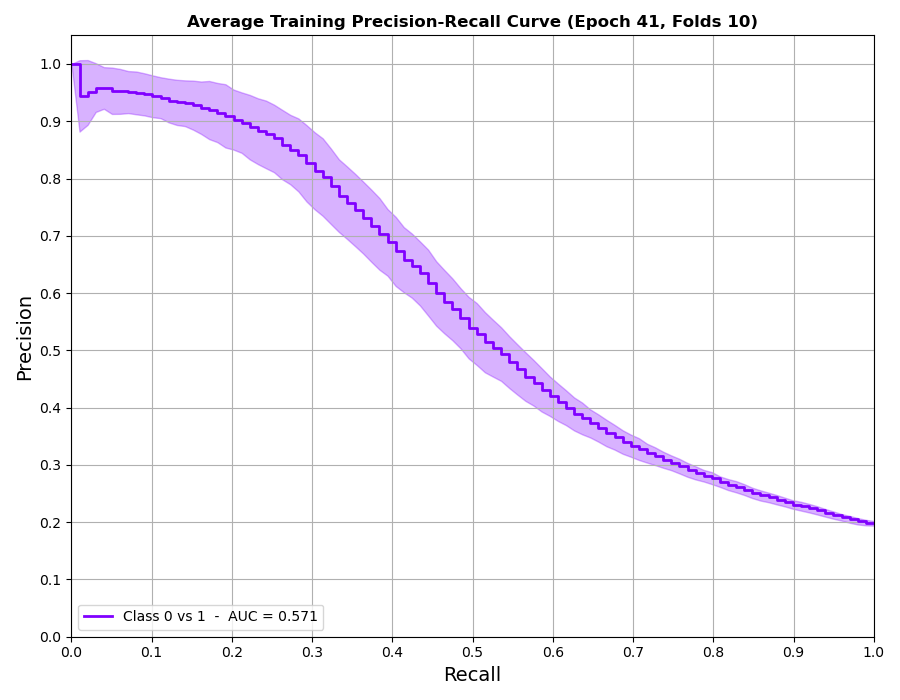 Average Training Precision-Recall Curve (Epoch 41, Folds 10)
Precision
1.0
0.9
0.8
0.7
0.6
0.5
0.4
0.3
0.2
0.1
0.0
Class 0 vs 1 - AUC = 0.571
0.0 0.1 0.2 0.3 0.4 0.5 0.6 0.7 0.8 0.9 1.0
Recall